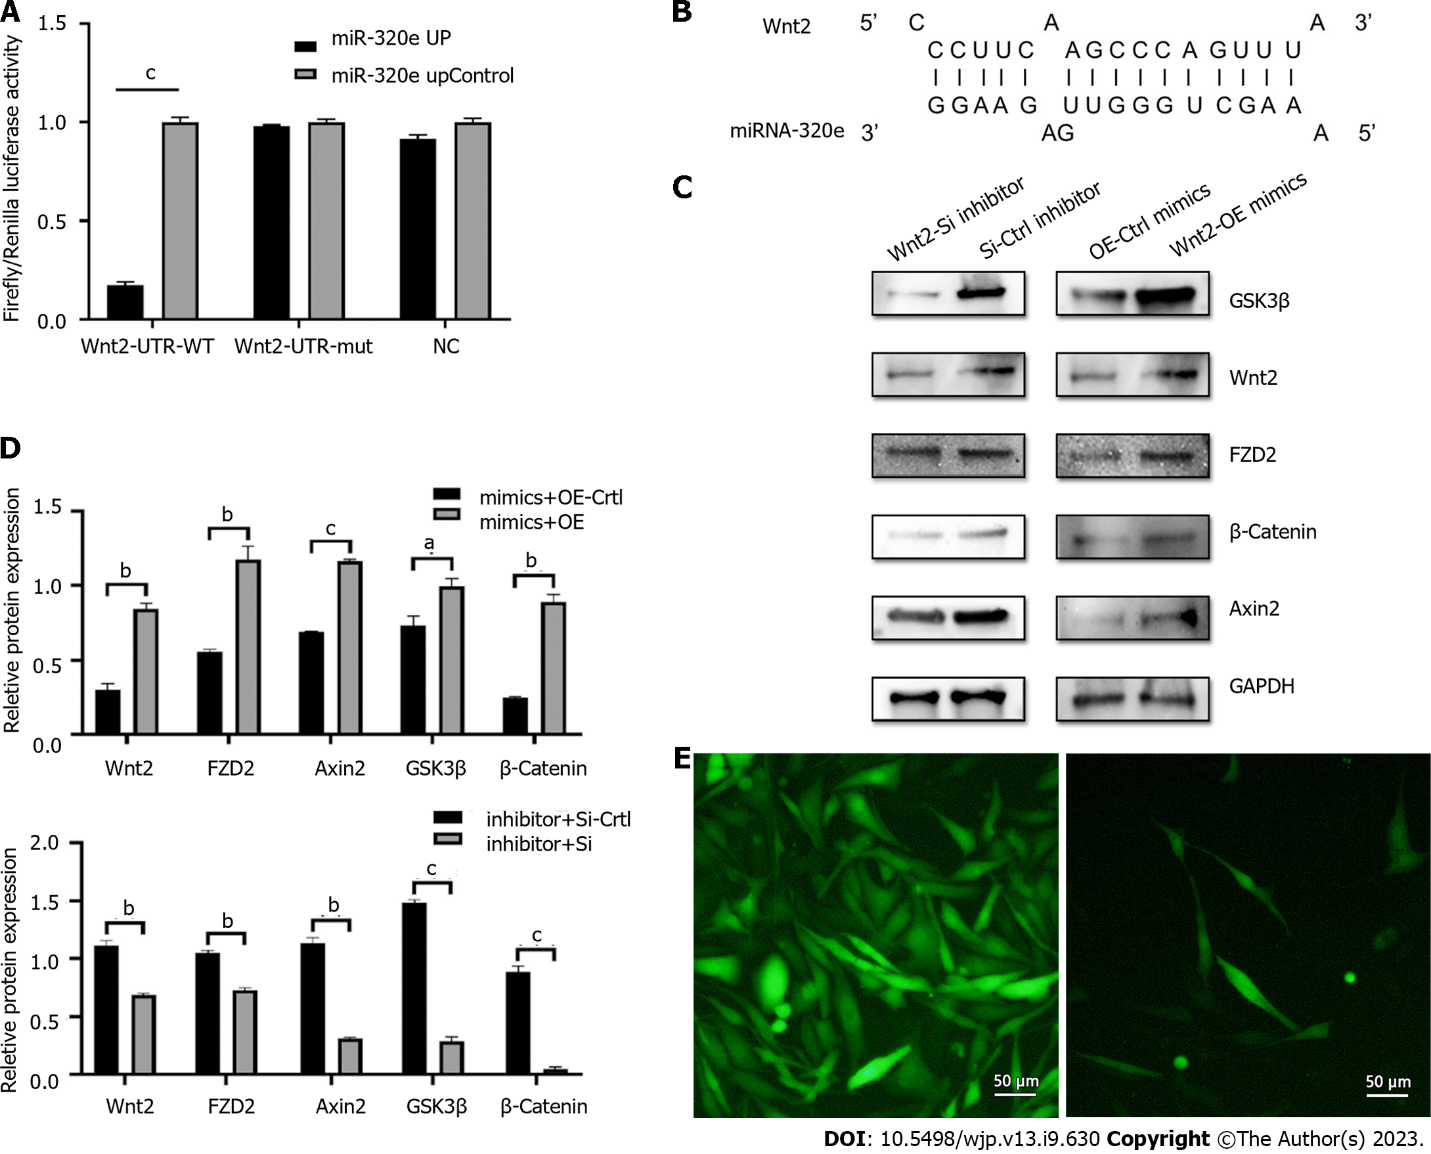 A
Firefly/Renilla luciferase activity
1.5
1.0
0.5
0.0
miR-320e UP
miR-320e upControl
c
Wnt2-UTR-WT Wnt2-UTR-mut NC
B
Wnt2 5’ C A A 3’
C C U U C A G C C C A G U U U
G G A A G U U G G G U C G A A
miRNA-320e 3’ AG A 5’
C
Wnt2-Si inhibitor
Si-Ctrl inhibitor
OE-Ctrl mimics
Wnt2-OE mimics
GSK3β
Wnt2
FZD2
β-Catenin
Axin2
GAPDH
D
Reletive protein expression
1.5
1.0
0.5
0.0
mimics+OE-Crtl
mimics+OE
b b c a b
Wnt2 FZD2 Axin2 GSK3β β-Catenin
Reletive protein expression
2.0
1.5
1.0
0.5
0.0
inhibitor+Si-Crtl
inhibitor+Si
b b b c c
Wnt2 FZD2 Axin2 GSK3β β-Catenin
E
50 µm
50 µm
DOI: 10.5498/wjp.v13.i9.630 Copyright ©The Author(s) 2023.